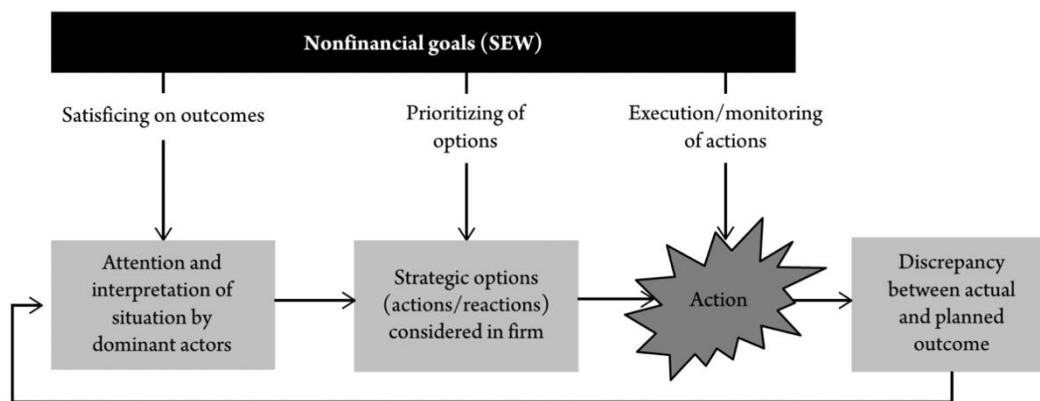 Nonfinancial goals (SEW)
Satisficing on outcomes
Prioritizing of
options
Execution/monitoring
of actions
Attention and
interpretation of
situation by
dominant actors
Strategic options
(actions/reactions)
considered in firm
Action
Discrepancy
between actual
and planned
outcome